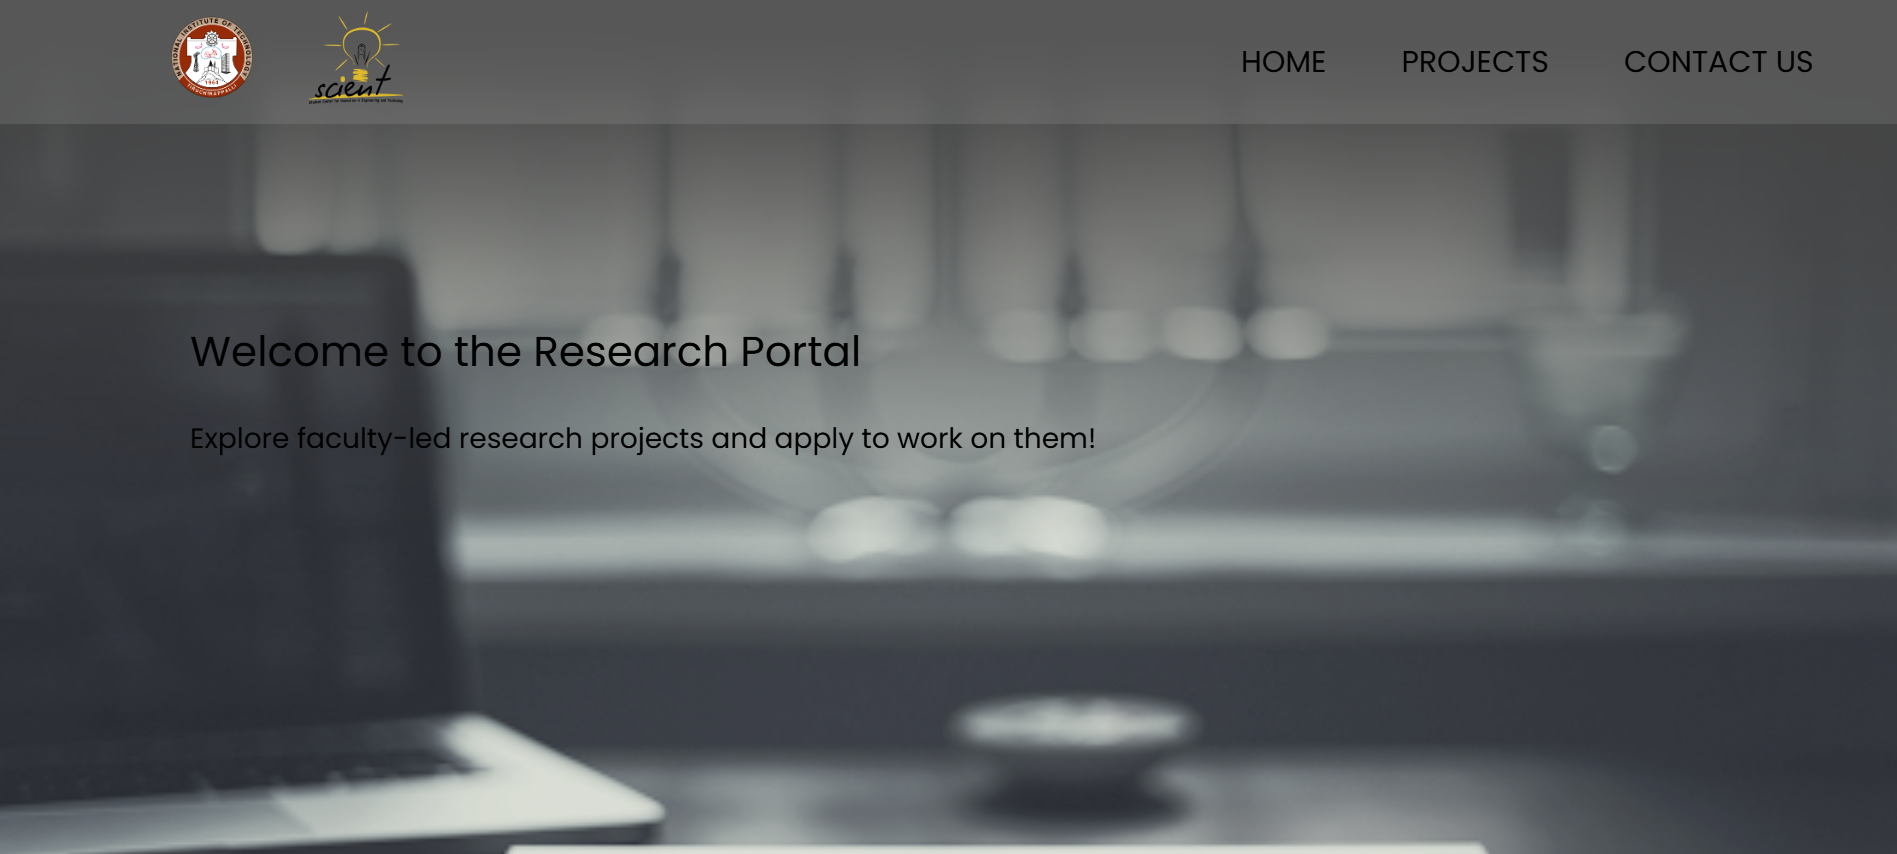 NATIONAL INSTITUTE OF TECHNOLOGY
1964
TIRUCHIRAPPALLI
scient
HOME
PROJECTS
CONTACT US
Welcome to the Research Portal
Explore faculty-led research projects and apply to work on them!